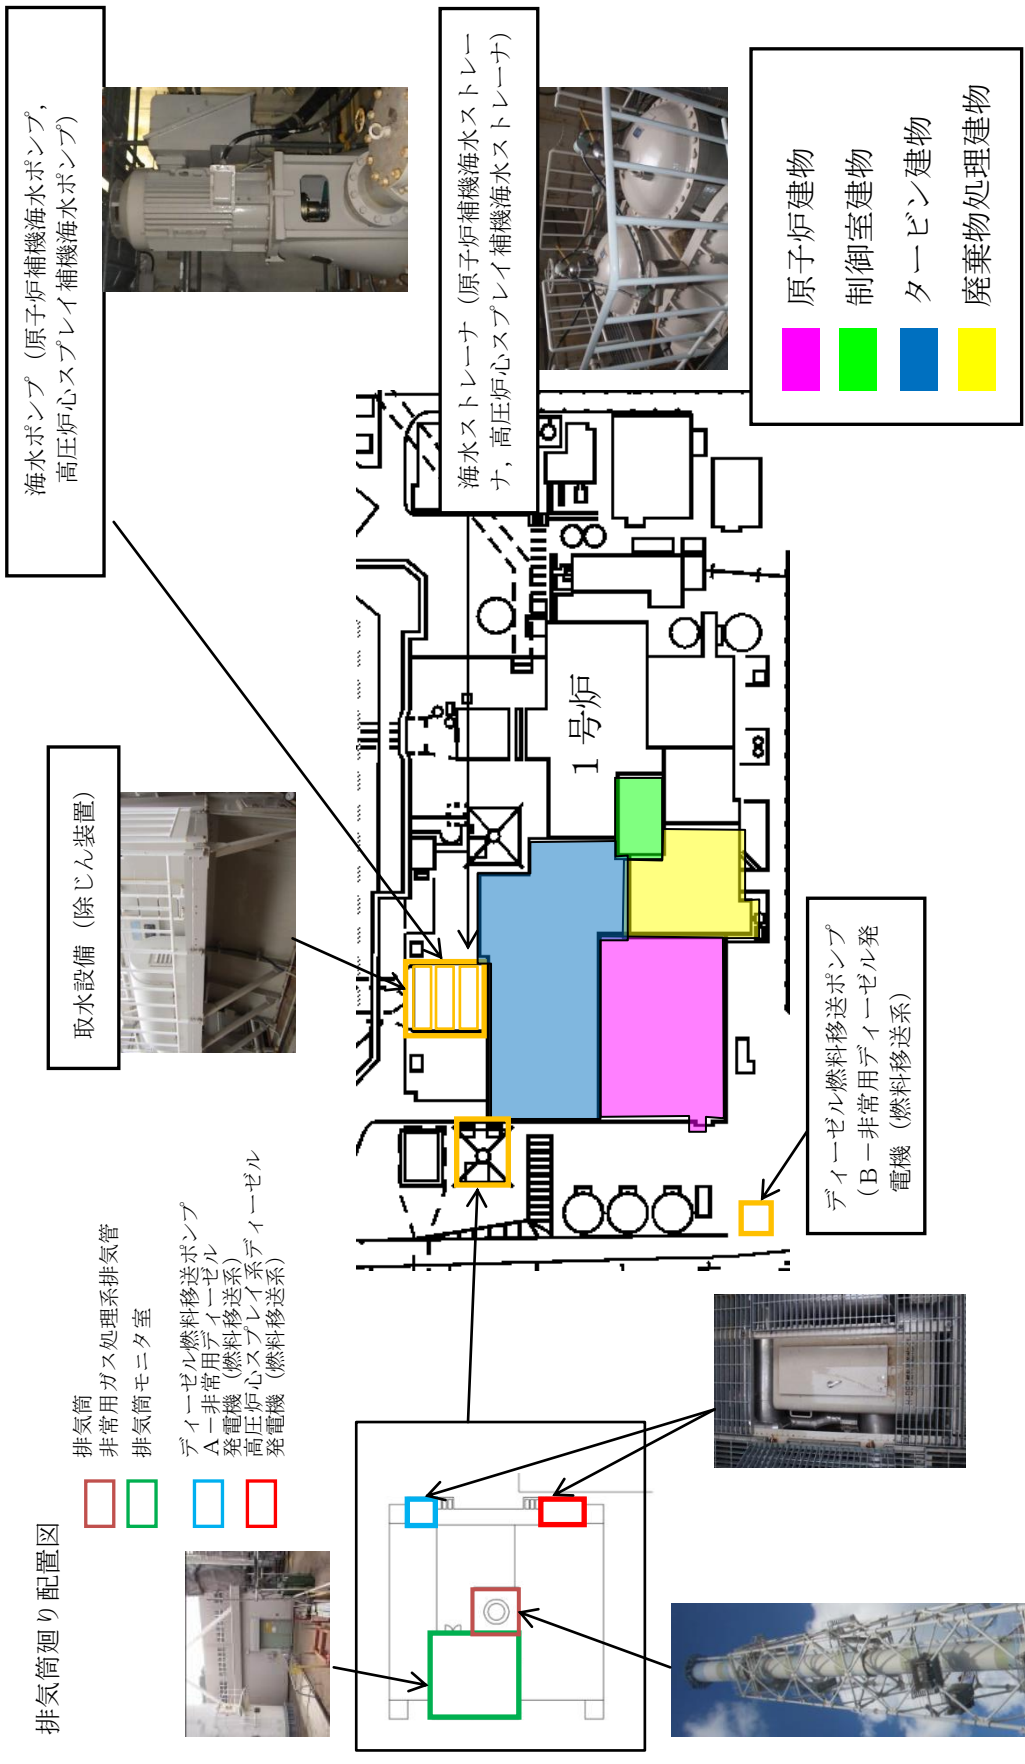 排気筒廻り配置図
排気筒
非常用ガス処理系排気管
排気筒モニタ室
ディーゼル燃料移送ポンプ
A－非常用ディーゼル
発電機（燃料移送系）
高圧炉心スプレイ系ディーゼル
発電機（燃料移送系）
取水設備（除じん装置）
海水ポンプ（原子炉補機海水ポンプ，
高圧炉心スプレイ補機海水ポンプ）
海水ストレーナ（原子炉補機海水ストレー
ナ，高圧炉心スプレイ補機海水ストレーナ）
1号炉
ディーゼル燃料移送ポンプ
（B－非常用ディーゼル発
電機（燃料移送系）
原子炉建物
制御室建物
タービン建物
廃棄物処理建物